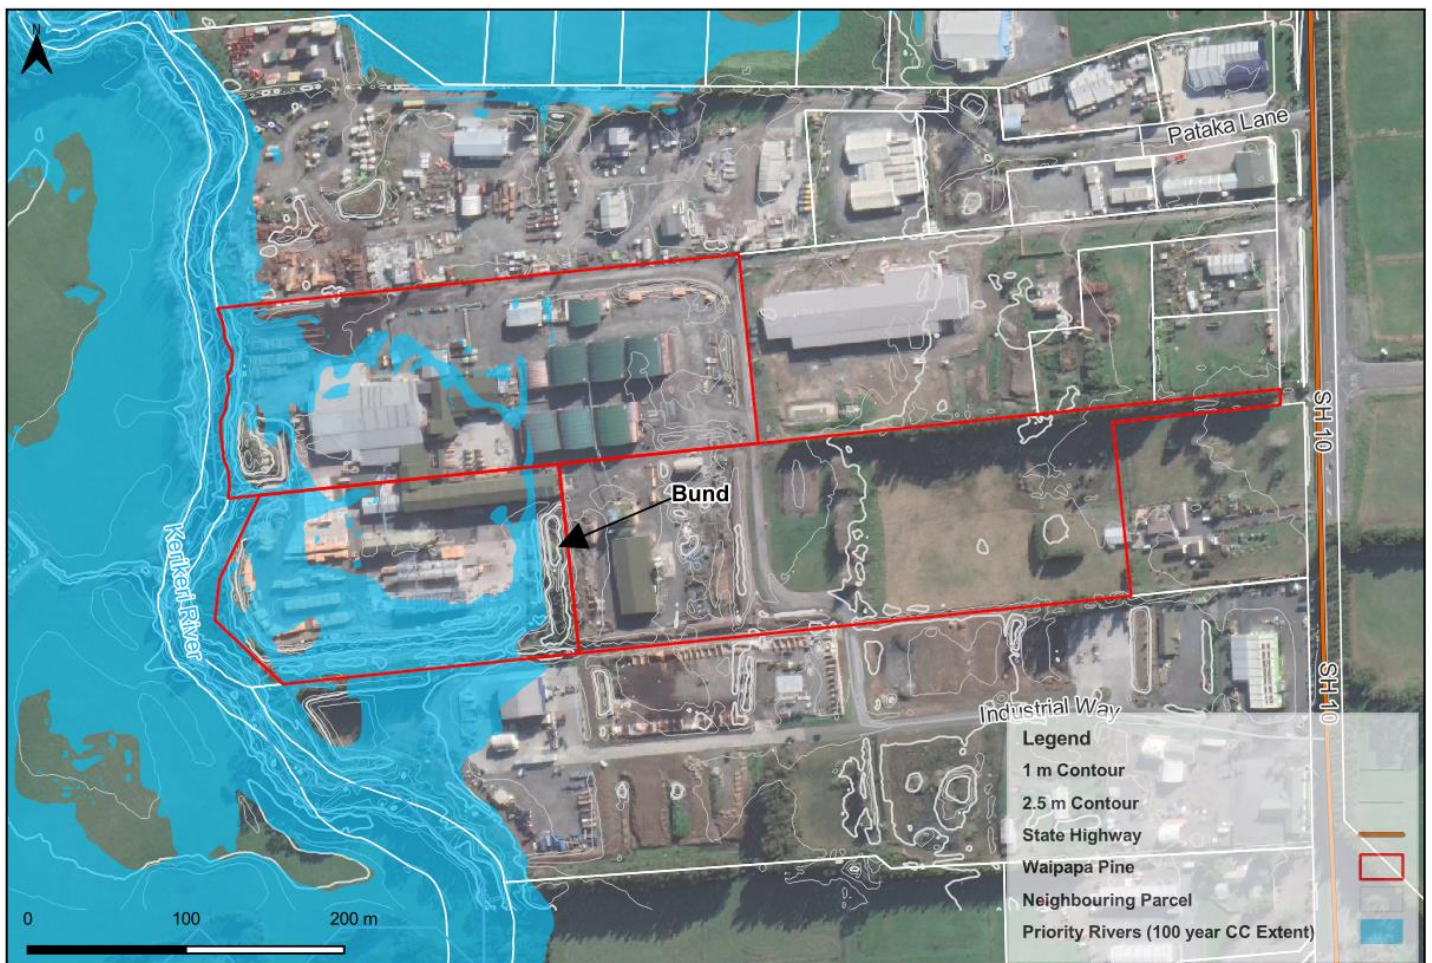 N
Pataka Lane
SH 10
Bund
Kerikeri River
SH 10
Industrial Way
Legend
1 m Contour
2.5 m Contour
State Highway
Waipapa Pine
Neighbouring Parcel
Priority Rivers (100 year CC Extent)
0 100 200 m